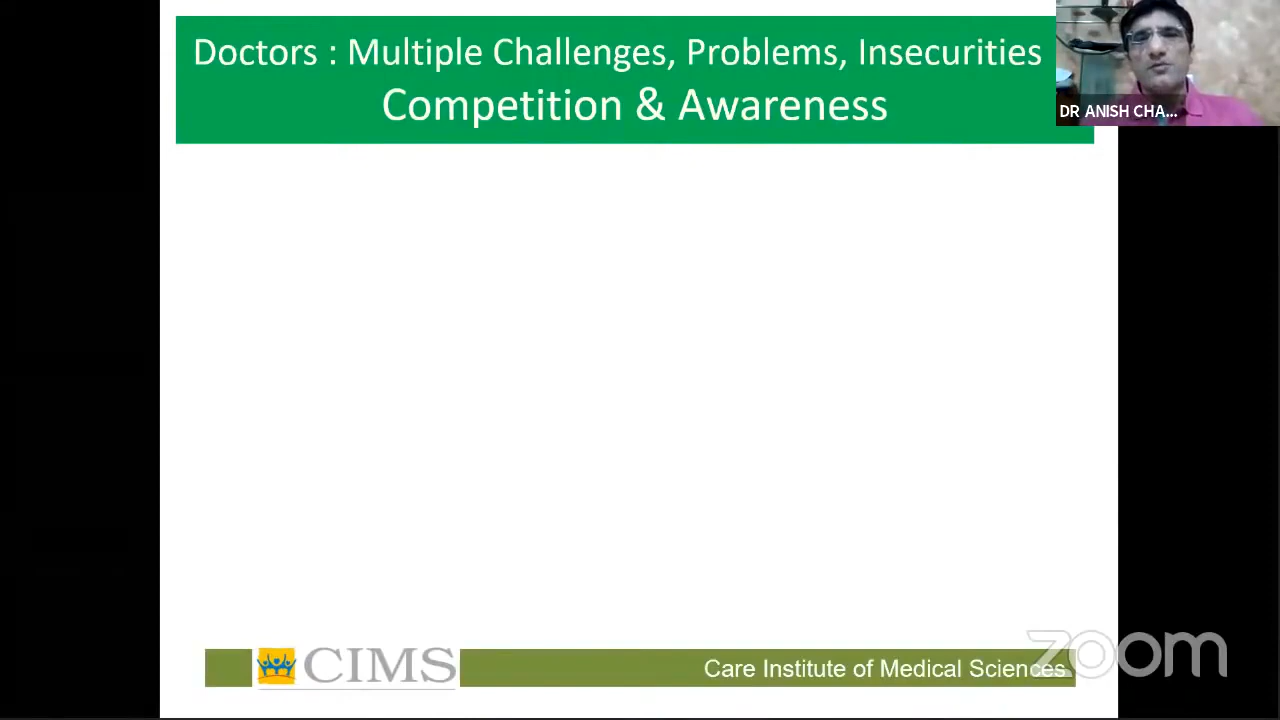 Doctors : Multiple Challenges, Problems, Insecurities
Competition & Awareness
DR ANISH CHA...
CIMS
Care Institute of Medical Sciences
zoom